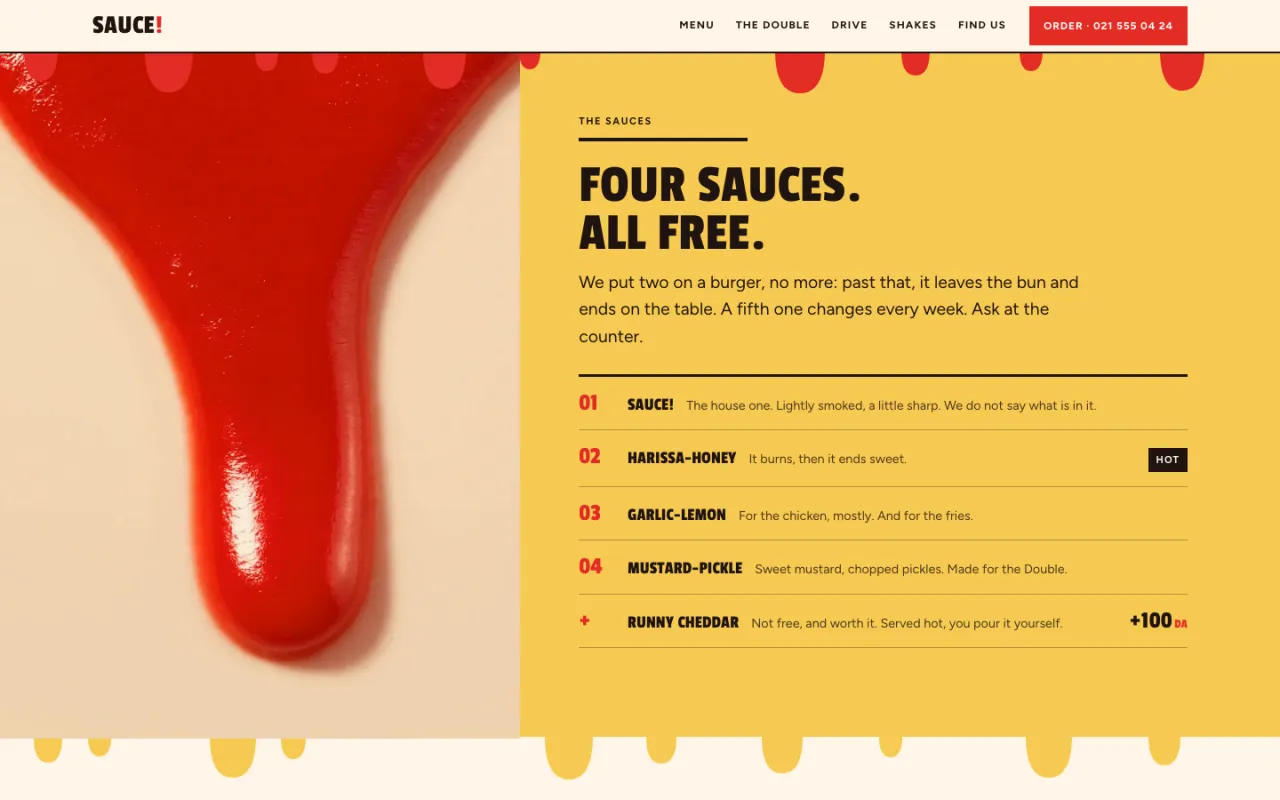 SAUCE!
MENU THE DOUBLE DRIVE SHAKES FIND US ORDER · 021 555 04 24
THE SAUCES
FOUR SAUCES.
ALL FREE.
We put two on a burger, no more: past that, it leaves the bun and
ends on the table. A fifth one changes every week. Ask at the
counter.
01 SAUCE! The house one. Lightly smoked, a little sharp. We do not say what is in it.
02 HARISSA-HONEY It burns, then it ends sweet. HOT
03 GARLIC-LEMON For the chicken, mostly. And for the fries.
04 MUSTARD-PICKLE Sweet mustard, chopped pickles. Made for the Double.
+ RUNNY CHEDDAR Not free, and worth it. Served hot, you pour it yourself. +100 DA